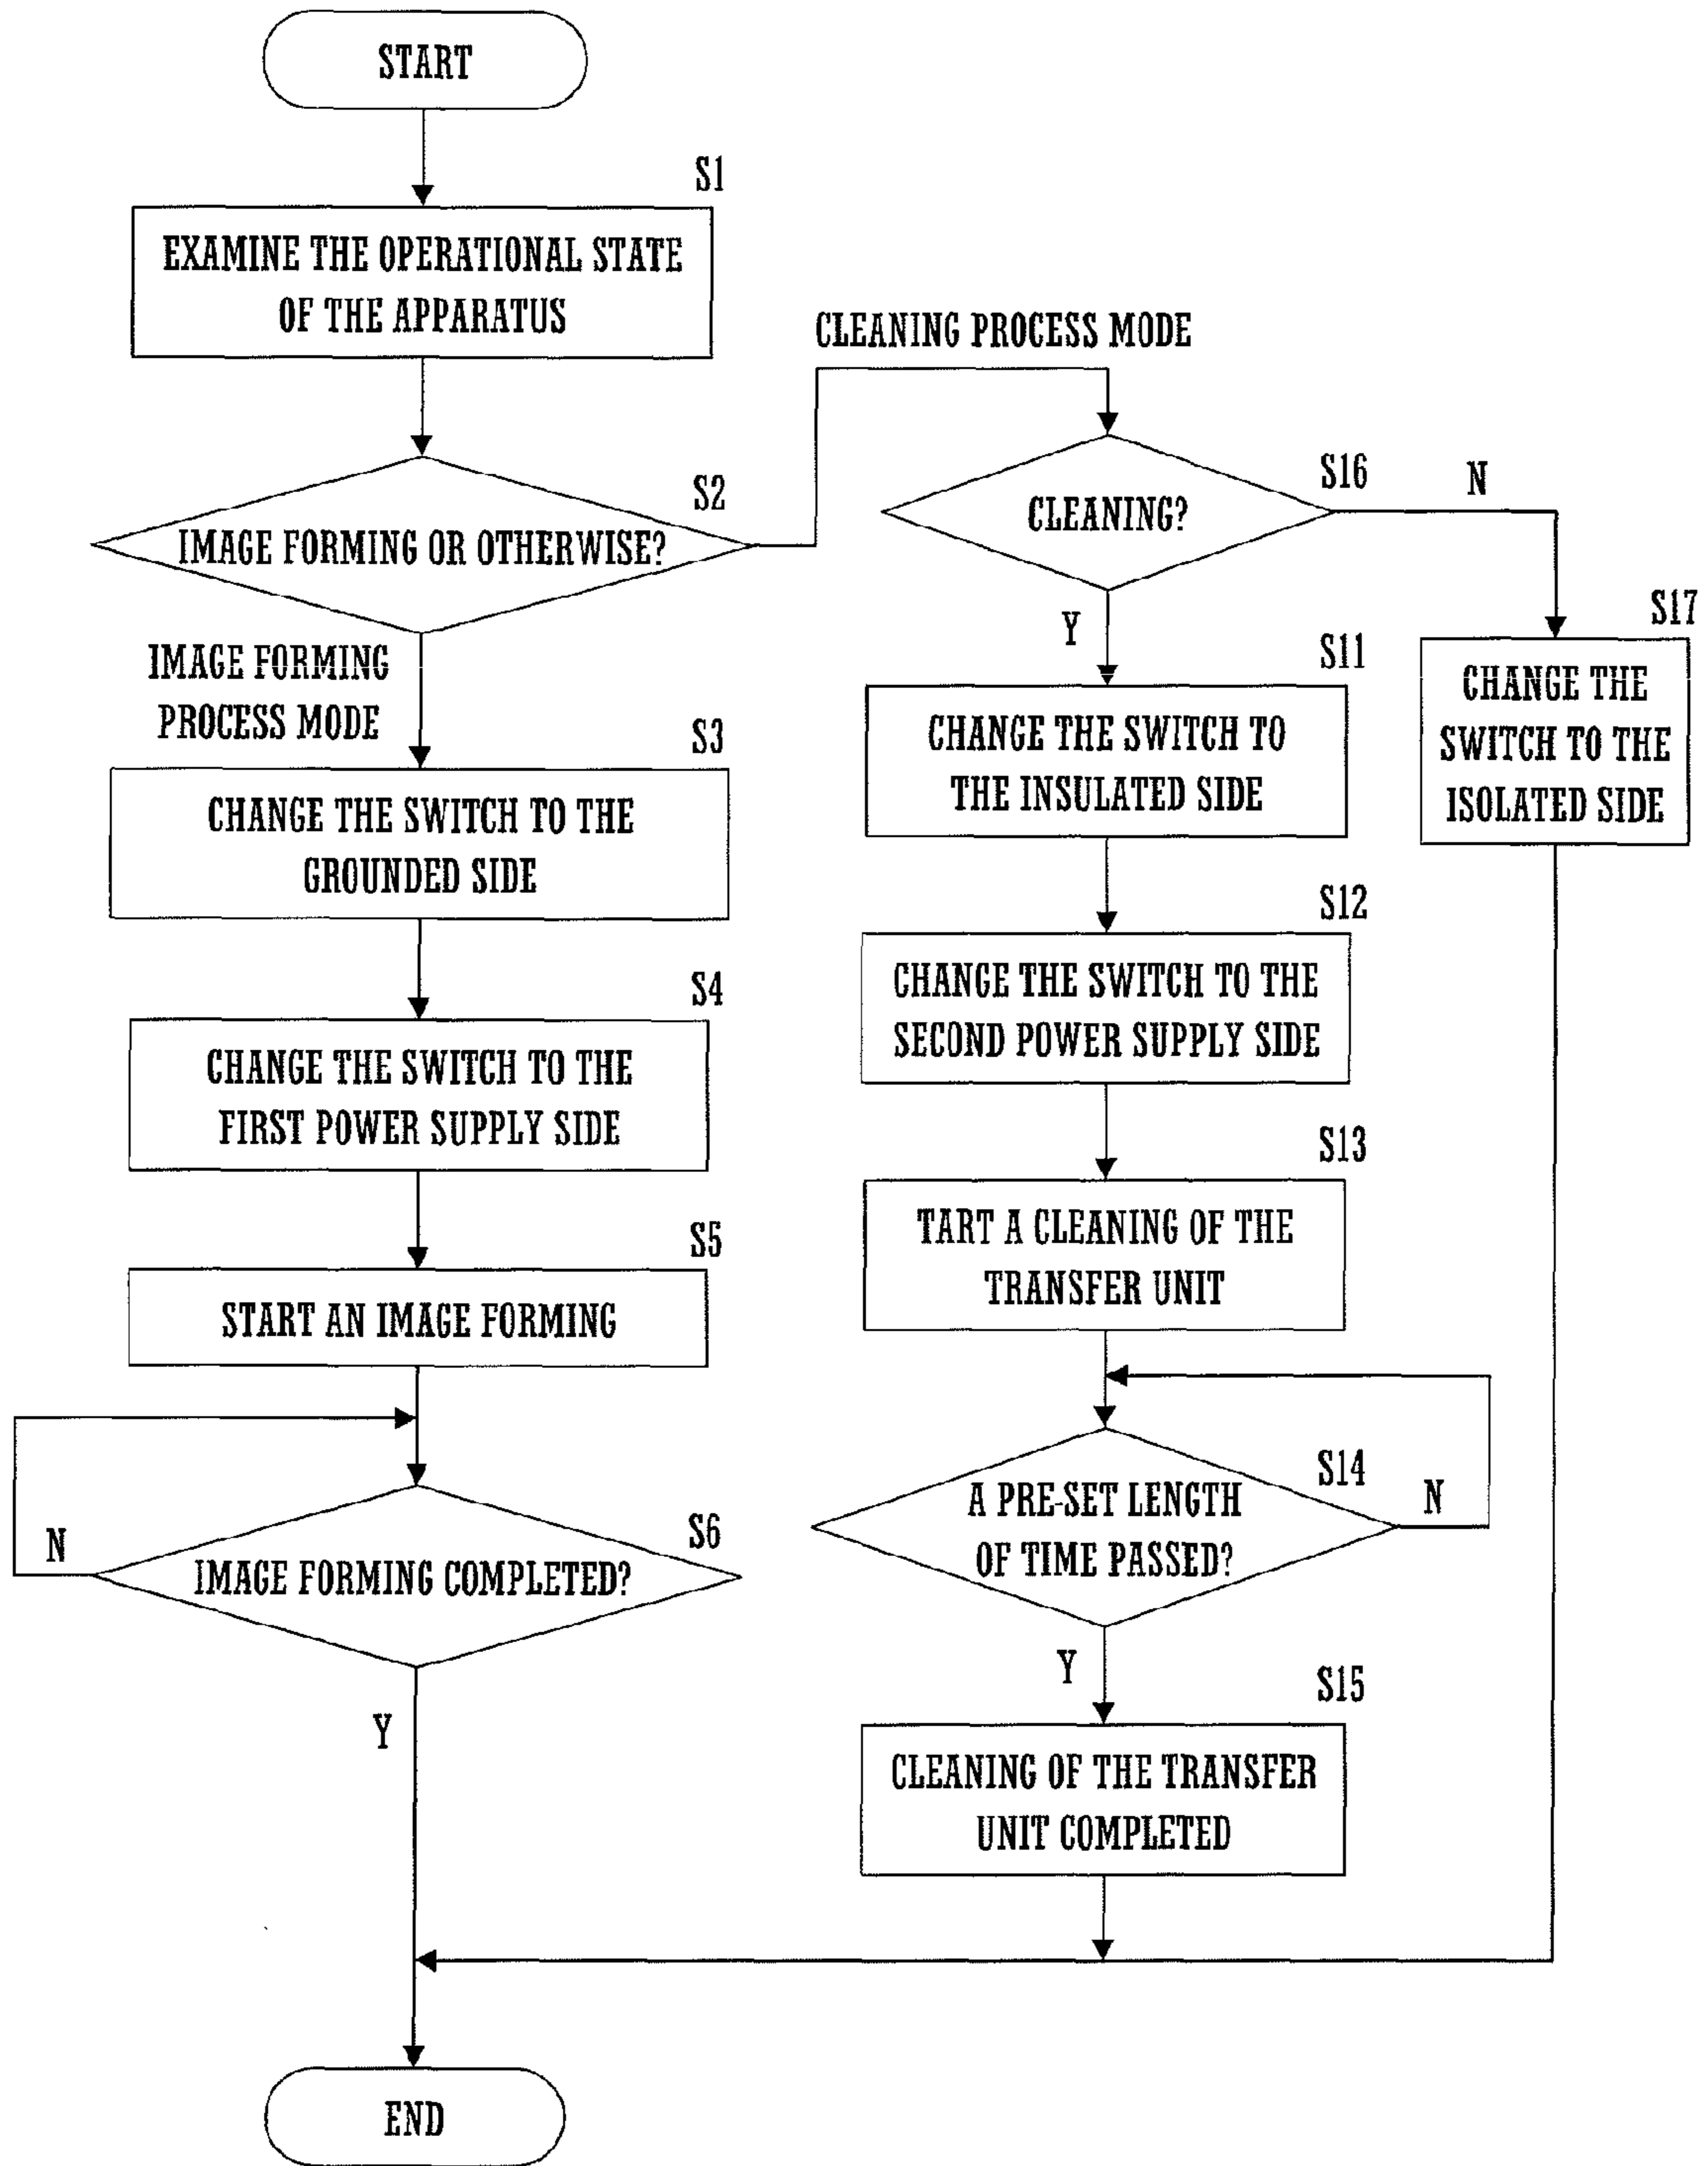 START
S1
EXAMINE THE OPERATIONAL STATE
OF THE APPARATUS
S2
IMAGE FORMING OR OTHERWISE?
IMAGE FORMING
PROCESS MODE
S3
CHANGE THE SWITCH TO THE
GROUNDED SIDE
S4
CHANGE THE SWITCH TO THE
FIRST POWER SUPPLY SIDE
S5
START AN IMAGE FORMING
N
S6
IMAGE FORMING COMPLETED?
Y
CLEANING PROCESS MODE
S16
CLEANING?
N
Y
S11
CHANGE THE SWITCH TO
THE INSULATED SIDE
S12
CHANGE THE SWITCH TO THE
SECOND POWER SUPPLY SIDE
S13
TART A CLEANING OF THE
TRANSFER UNIT
S14
A PRE-SET LENGTH
OF TIME PASSED?
N
Y
S15
CLEANING OF THE TRANSFER
UNIT COMPLETED
S17
CHANGE THE
SWITCH TO THE
ISOLATED SIDE
END